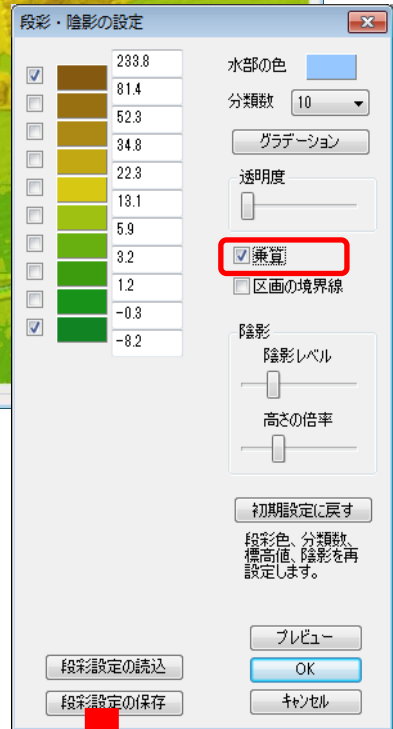 段彩・陰影の設定
233.8
81.4
52.3
34.8
22.3
13.1
5.9
3.2
1.2
-0.3
-8.2
水部の色
分類数 10
グラデーション
透明度
乗算
区画の境界線
陰影
陰影レベル
高さの倍率
初期設定に戻す
段彩色、分類数、
標高値、陰影を再
設定します。
プレビュー
段彩設定の読込
OK
段彩設定の保存
キャンセル